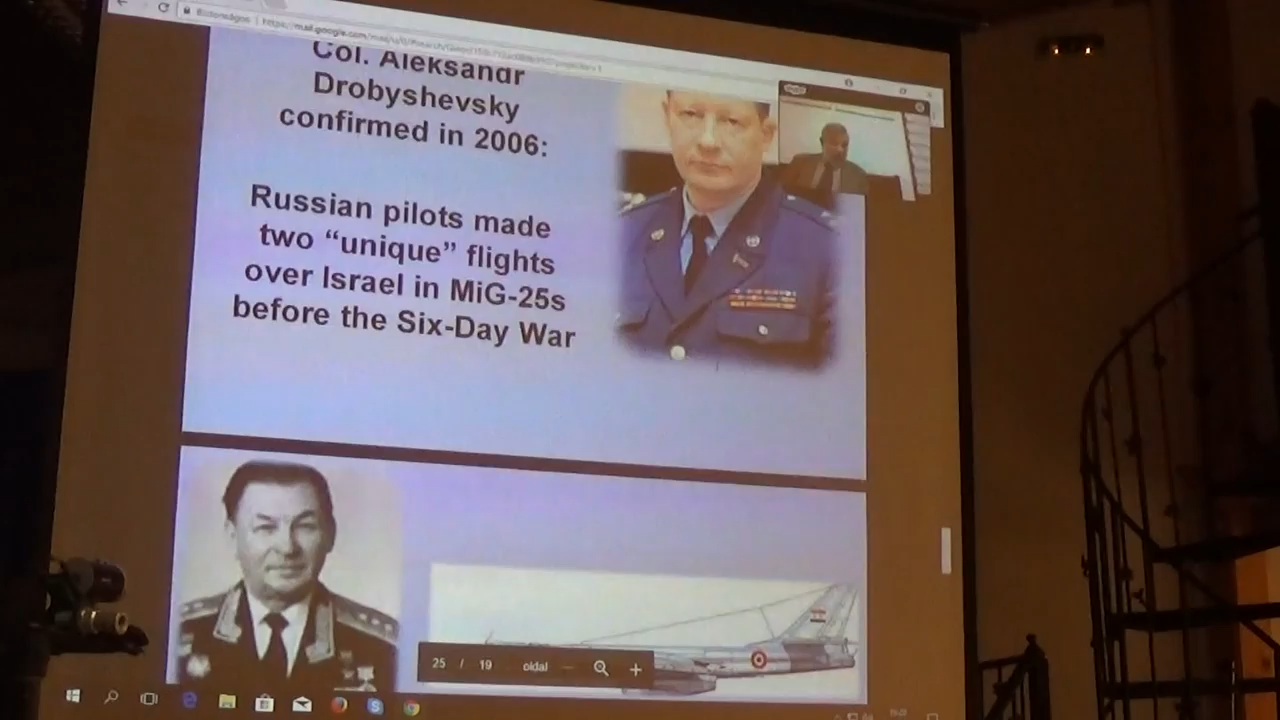 Col. Aleksandr
Drobyshevsky
confirmed in 2006:
Russian pilots made
two “unique” flights
over Israel in MiG-25s
before the Six-Day War
25 / 19 oldal